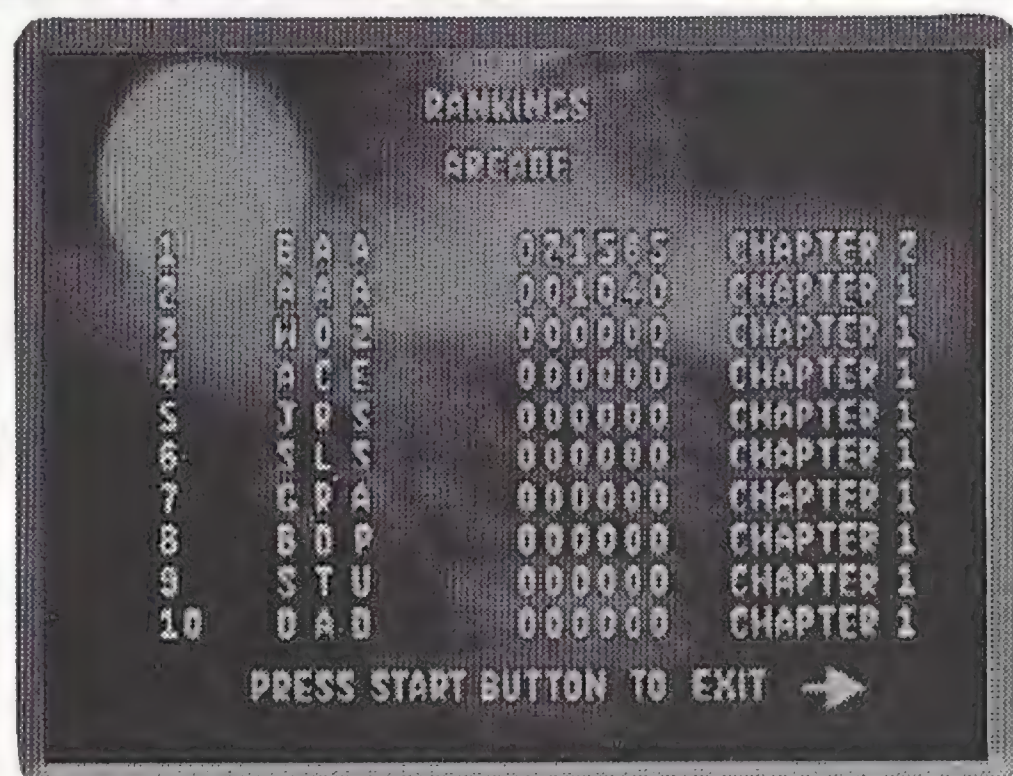 RANKINGS
ARCADE
1 G A A 021565 CHAPTER 2
2 A A A 001040 CHAPTER 1
3 M O Z 000000 CHAPTER 1
4 A C E 000000 CHAPTER 1
5 J R S 000000 CHAPTER 1
6 S L S 000000 CHAPTER 1
7 G R A 000000 CHAPTER 1
8 B O P 000000 CHAPTER 1
9 S T U 000000 CHAPTER 1
10 D A D 000000 CHAPTER 1
PRESS START BUTTON TO EXIT